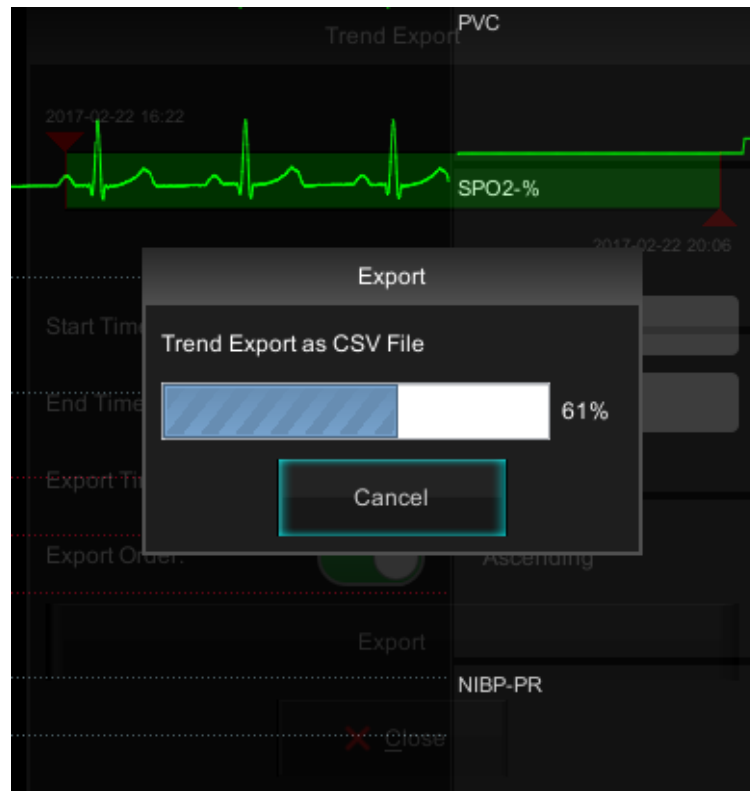 PVC
Trend Export
2017-02-22 16:22
SPO2-%
2017-02-22 20:06
Export
Start Time
Trend Export as CSV File
End Time
61%
Export
Cancel
Export Order:
Ascending
Export
NIBP-PR
Close